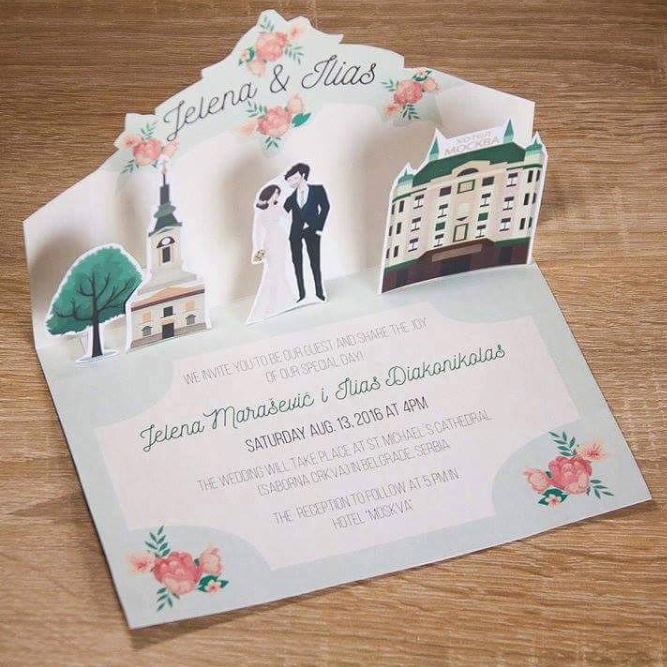 Jelena & Ilias
ХОТЕЛ
МОСКВА
WE INVITE YOU TO BE OUR GUEST AND SHARE THE JOY
OF OUR SPECIAL DAY!
Jelena Marašević i Ilias Diakonikolas
SATURDAY AUG. 13, 2016 AT 4PM
THE WEDDING WILL TAKE PLACE AT ST MICHAEL'S CATHEDRAL
(SABORNA CRKVA) IN BELGRADE, SERBIA
THE RECEPTION TO FOLLOW AT 5 PM IN
HOTEL "MOSKVA"